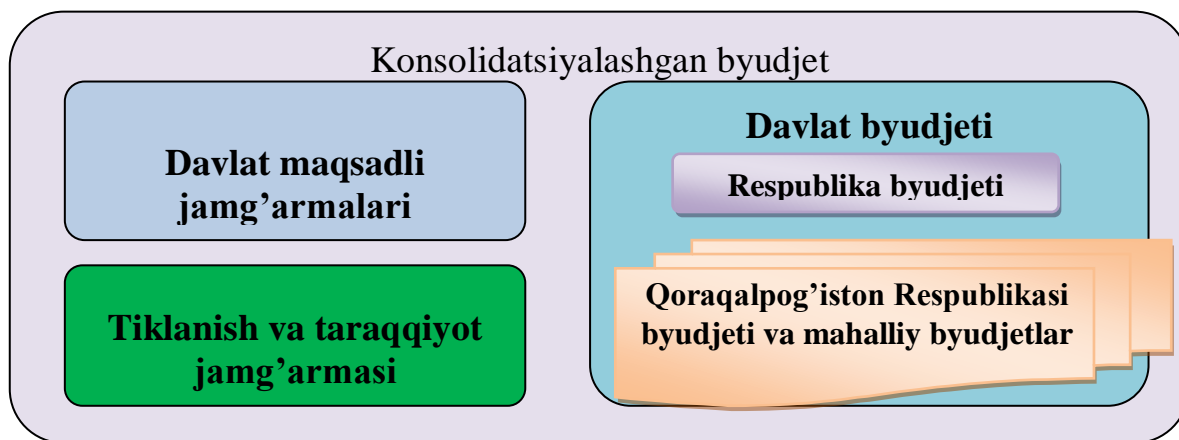 Konsolidatsiyalashgan byudjet
Davlat maqsadli
jamg’armalari
Tiklanish va taraqqiyot
jamg’armasi
Davlat byudjeti
Respublika byudjeti
Qoraqalpog’iston Respublikasi
byudjeti va mahalliy byudjetlar